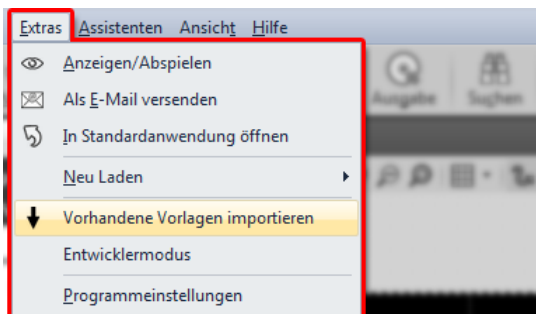 Extras Assistenten Ansicht Hilfe
Anzeigen/Abspielen
Als E-Mail versenden
In Standardanwendung öffnen
Neu Laden
Vorhandene Vorlagen importieren
Entwicklermodus
Programmeinstellungen
Ausgabe Suchen